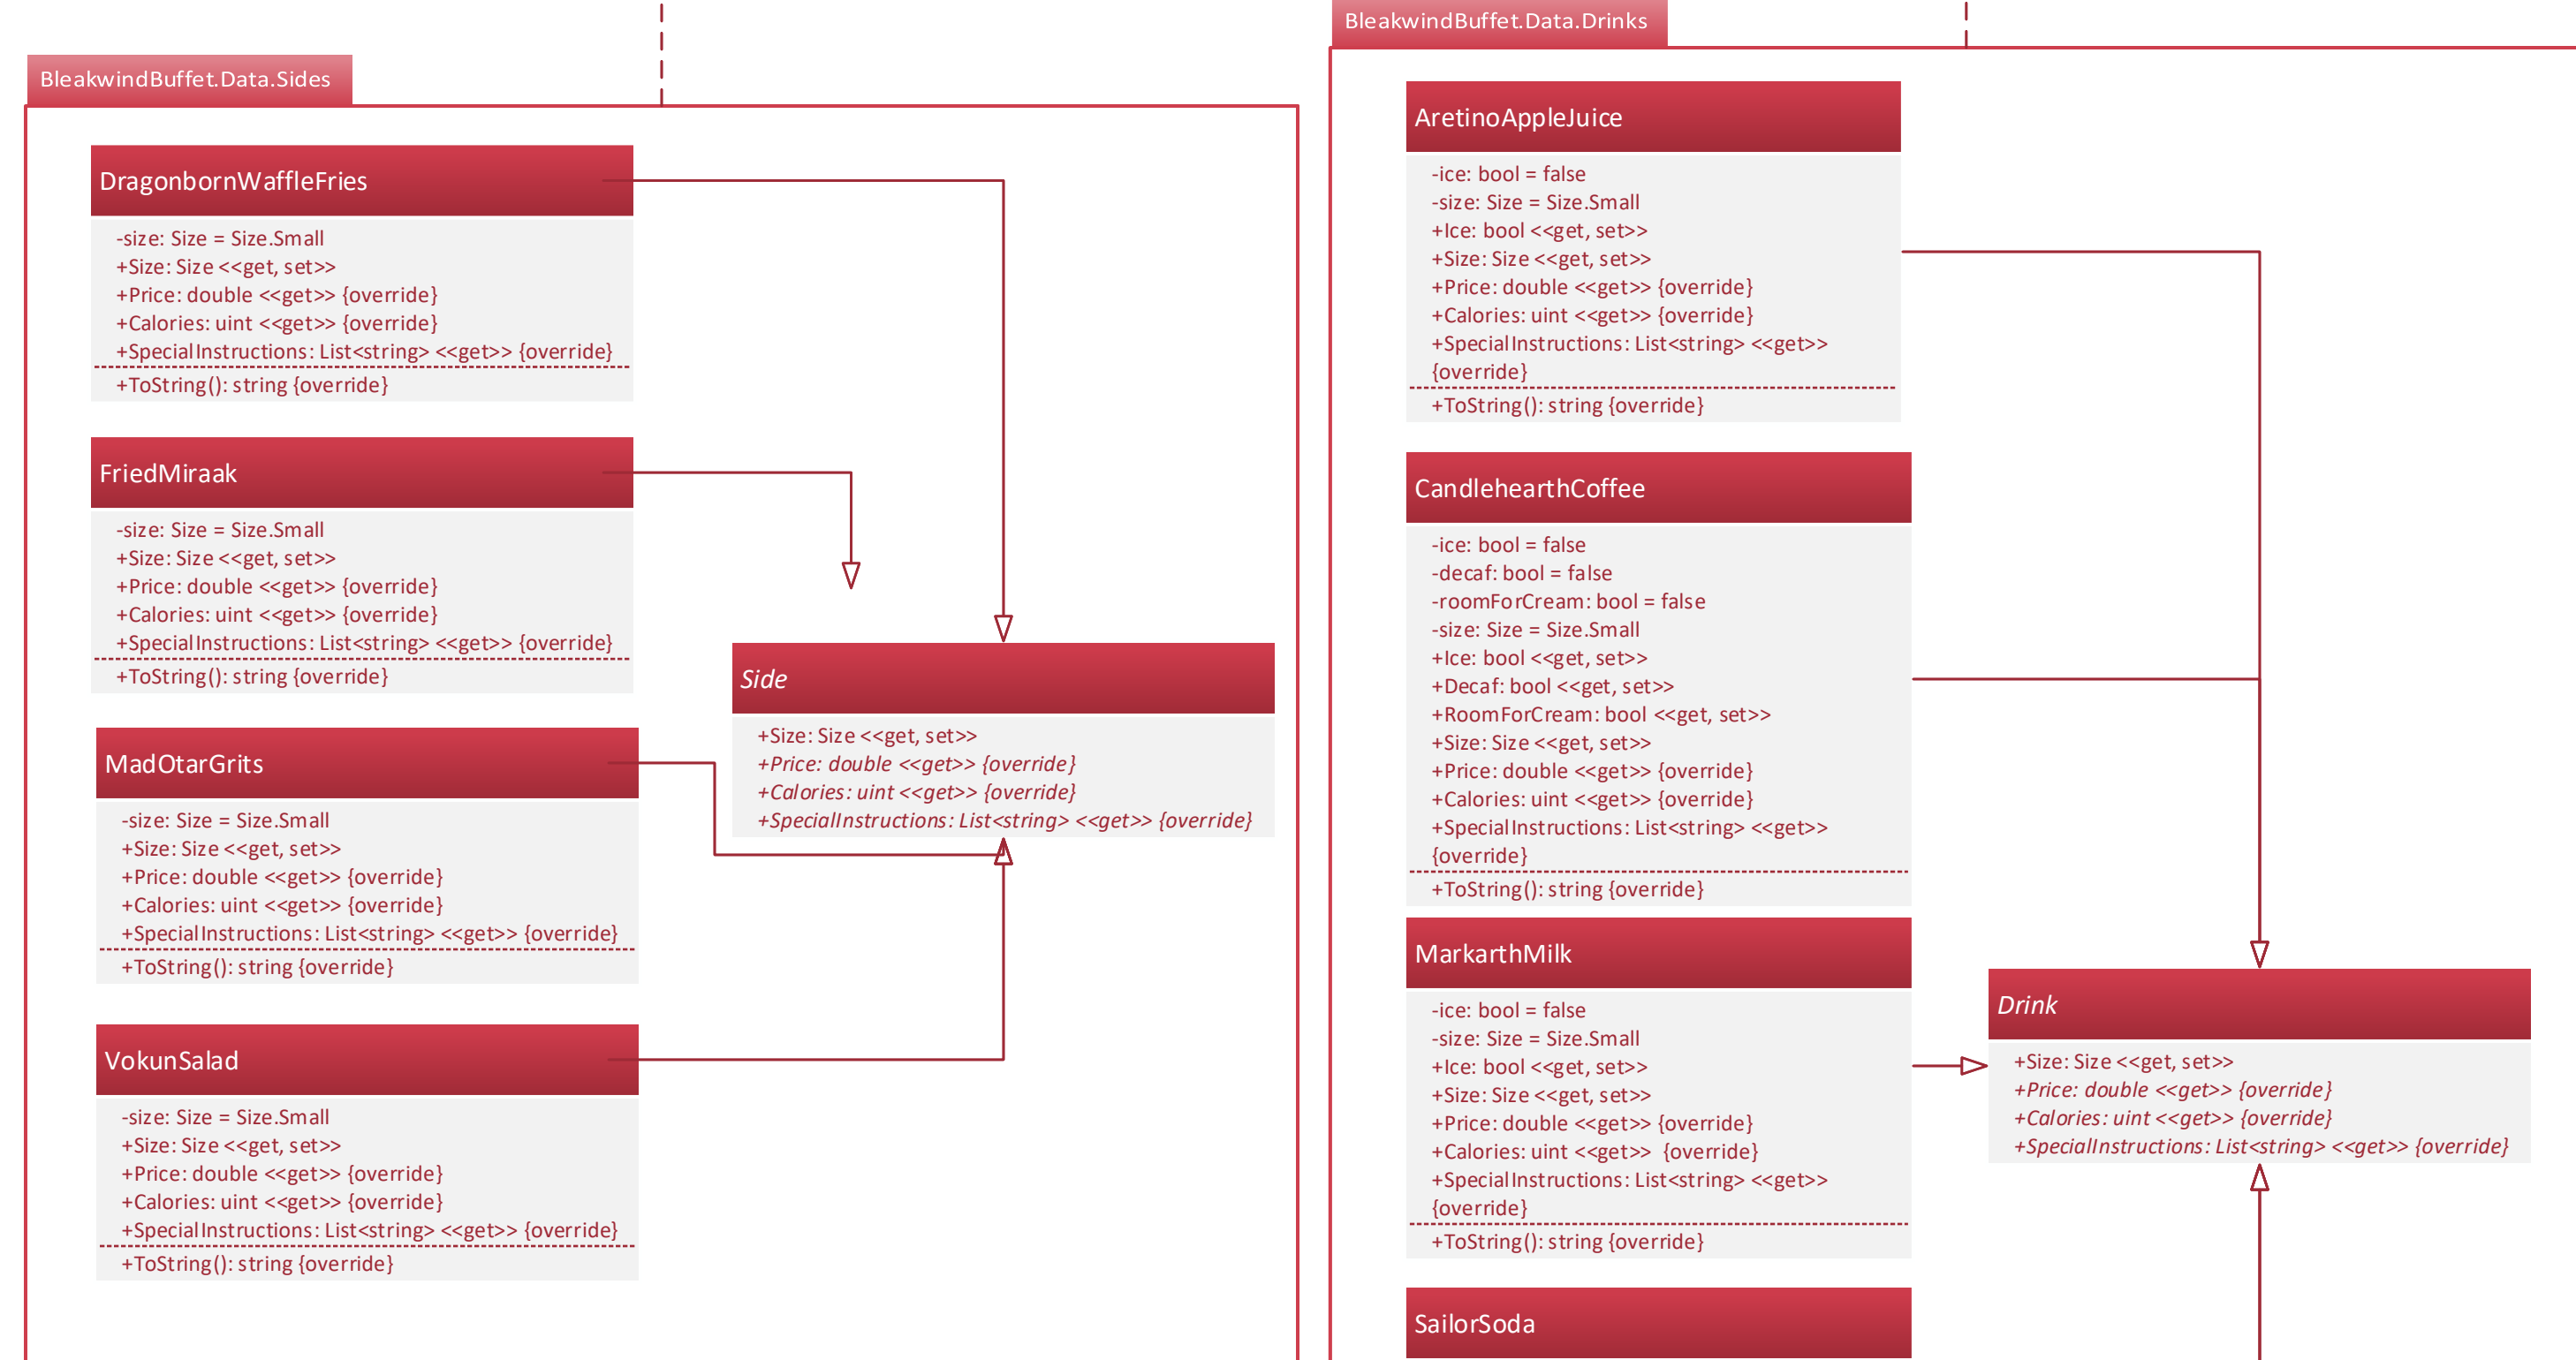 BleakwindBuffet.Data.Sides
DragonbornWaffleFries
-size: Size = Size.Small
+Size: Size <<get, set>>
+Price: double <<get>> {override}
+Calories: uint <<get>> {override}
+SpecialInstructions: List<string> <<get>> {override}
+ToString(): string {override}
FriedMiraak
-size: Size = Size.Small
+Size: Size <<get, set>>
+Price: double <<get>> {override}
+Calories: uint <<get>> {override}
+SpecialInstructions: List<string> <<get>> {override}
+ToString(): string {override}
MadOtarGrits
-size: Size = Size.Small
+Size: Size <<get, set>>
+Price: double <<get>> {override}
+Calories: uint <<get>> {override}
+SpecialInstructions: List<string> <<get>> {override}
+ToString(): string {override}
VokunSalad
-size: Size = Size.Small
+Size: Size <<get, set>>
+Price: double <<get>> {override}
+Calories: uint <<get>> {override}
+SpecialInstructions: List<string> <<get>> {override}
+ToString(): string {override}
Side
+Size: Size <<get, set>>
+Price: double <<get>> {override}
+Calories: uint <<get>> {override}
+SpecialInstructions: List<string> <<get>> {override}
BleakwindBuffet.Data.Drinks
AretinoAppleJuice
-ice: bool = false
-size: Size = Size.Small
+Ice: bool <<get, set>>
+Size: Size <<get, set>>
+Price: double <<get>> {override}
+Calories: uint <<get>> {override}
+SpecialInstructions: List<string> <<get>>
{override}
+ToString(): string {override}
CandlehearthCoffee
-ice: bool = false
-decaf: bool = false
-roomForCream: bool = false
-size: Size = Size.Small
+Ice: bool <<get, set>>
+Decaf: bool <<get, set>>
+RoomForCream: bool <<get, set>>
+Size: Size <<get, set>>
+Price: double <<get>> {override}
+Calories: uint <<get>> {override}
+SpecialInstructions: List<string> <<get>>
{override}
+ToString(): string {override}
MarkarthMilk
-ice: bool = false
-size: Size = Size.Small
+Ice: bool <<get, set>>
+Size: Size <<get, set>>
+Price: double <<get>> {override}
+Calories: uint <<get>> {override}
+SpecialInstructions: List<string> <<get>>
{override}
+ToString(): string {override}
SailorSoda
Drink
+Size: Size <<get, set>>
+Price: double <<get>> {override}
+Calories: uint <<get>> {override}
+SpecialInstructions: List<string> <<get>> {override}